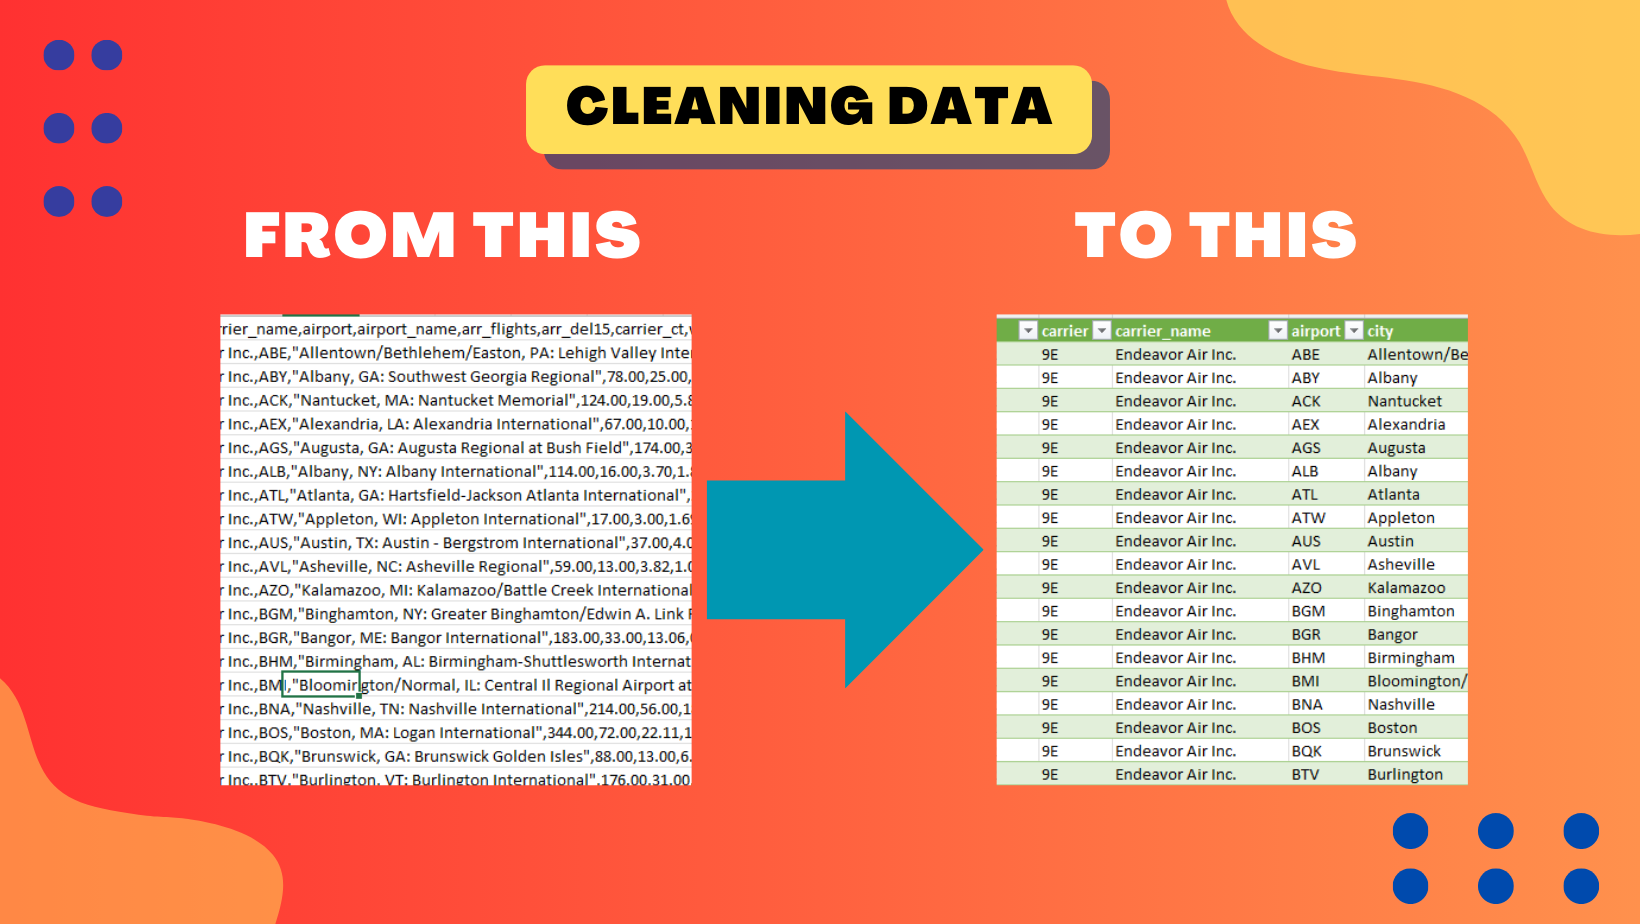 CLEANING DATA
FROM THIS
TO THIS
rrier_name,airport,airport_name,arr_flights,arr_del15,carrier_ct,
r Inc.,ABE,"Allentown/Bethlehem/Easton, PA: Lehigh Valley Inte
r Inc.,ABY,"Albany, GA: Southwest Georgia Regional",78.00,25.00,
r Inc.,ACK,"Nantucket, MA: Nantucket Memorial",124.00,19.00,5.8
r Inc.,AEX,"Alexandria, LA: Alexandria International",67.00,10.00,
r Inc.,AGS,"Augusta, GA: Augusta Regional at Bush Field",174.00,3
r Inc.,ALB,"Albany, NY: Albany International",114.00,16.00,3.70,1.
r Inc.,ATL,"Atlanta, GA: Hartsfield-Jackson Atlanta International",
r Inc.,ATW,"Appleton, WI: Appleton International",17.00,3.00,1.6
r Inc.,AUS,"Austin, TX: Austin - Bergstrom International",37.00,4.0
r Inc.,AVL,"Asheville, NC: Asheville Regional",59.00,13.00,3.82,1.0
r Inc.,AZO,"Kalamazoo, MI: Kalamazoo/Battle Creek International
r Inc.,BGM,"Binghamton, NY: Greater Binghamton/Edwin A. Link
r Inc.,BGR,"Bangor, ME: Bangor International",183.00,33.00,13.06,
r Inc.,BHM,"Birmingham, AL: Birmingham-Shuttlesworth Internat
r Inc.,BMI,"Bloomington/Normal, IL: Central Il Regional Airport at
r Inc.,BNA,"Nashville, TN: Nashville International",214.00,56.00,1
r Inc.,BOS,"Boston, MA: Logan International",344.00,72.00,22.11,1
r Inc.,BQK,"Brunswick, GA: Brunswick Golden Isles",88.00,13.00,6.
r Inc.,BTV,"Burlington, VT: Burlington International",176.00,31.00,
carrier carrier_name airport city
9E Endeavor Air Inc. ABE Allentown/Be
9E Endeavor Air Inc. ABY Albany
9E Endeavor Air Inc. ACK Nantucket
9E Endeavor Air Inc. AEX Alexandria
9E Endeavor Air Inc. AGS Augusta
9E Endeavor Air Inc. ALB Albany
9E Endeavor Air Inc. ATL Atlanta
9E Endeavor Air Inc. ATW Appleton
9E Endeavor Air Inc. AUS Austin
9E Endeavor Air Inc. AVL Asheville
9E Endeavor Air Inc. AZO Kalamazoo
9E Endeavor Air Inc. BGM Binghamton
9E Endeavor Air Inc. BGR Bangor
9E Endeavor Air Inc. BHM Birmingham
9E Endeavor Air Inc. BMI Bloomington/
9E Endeavor Air Inc. BNA Nashville
9E Endeavor Air Inc. BOS Boston
9E Endeavor Air Inc. BQK Brunswick
9E Endeavor Air Inc. BTV Burlington